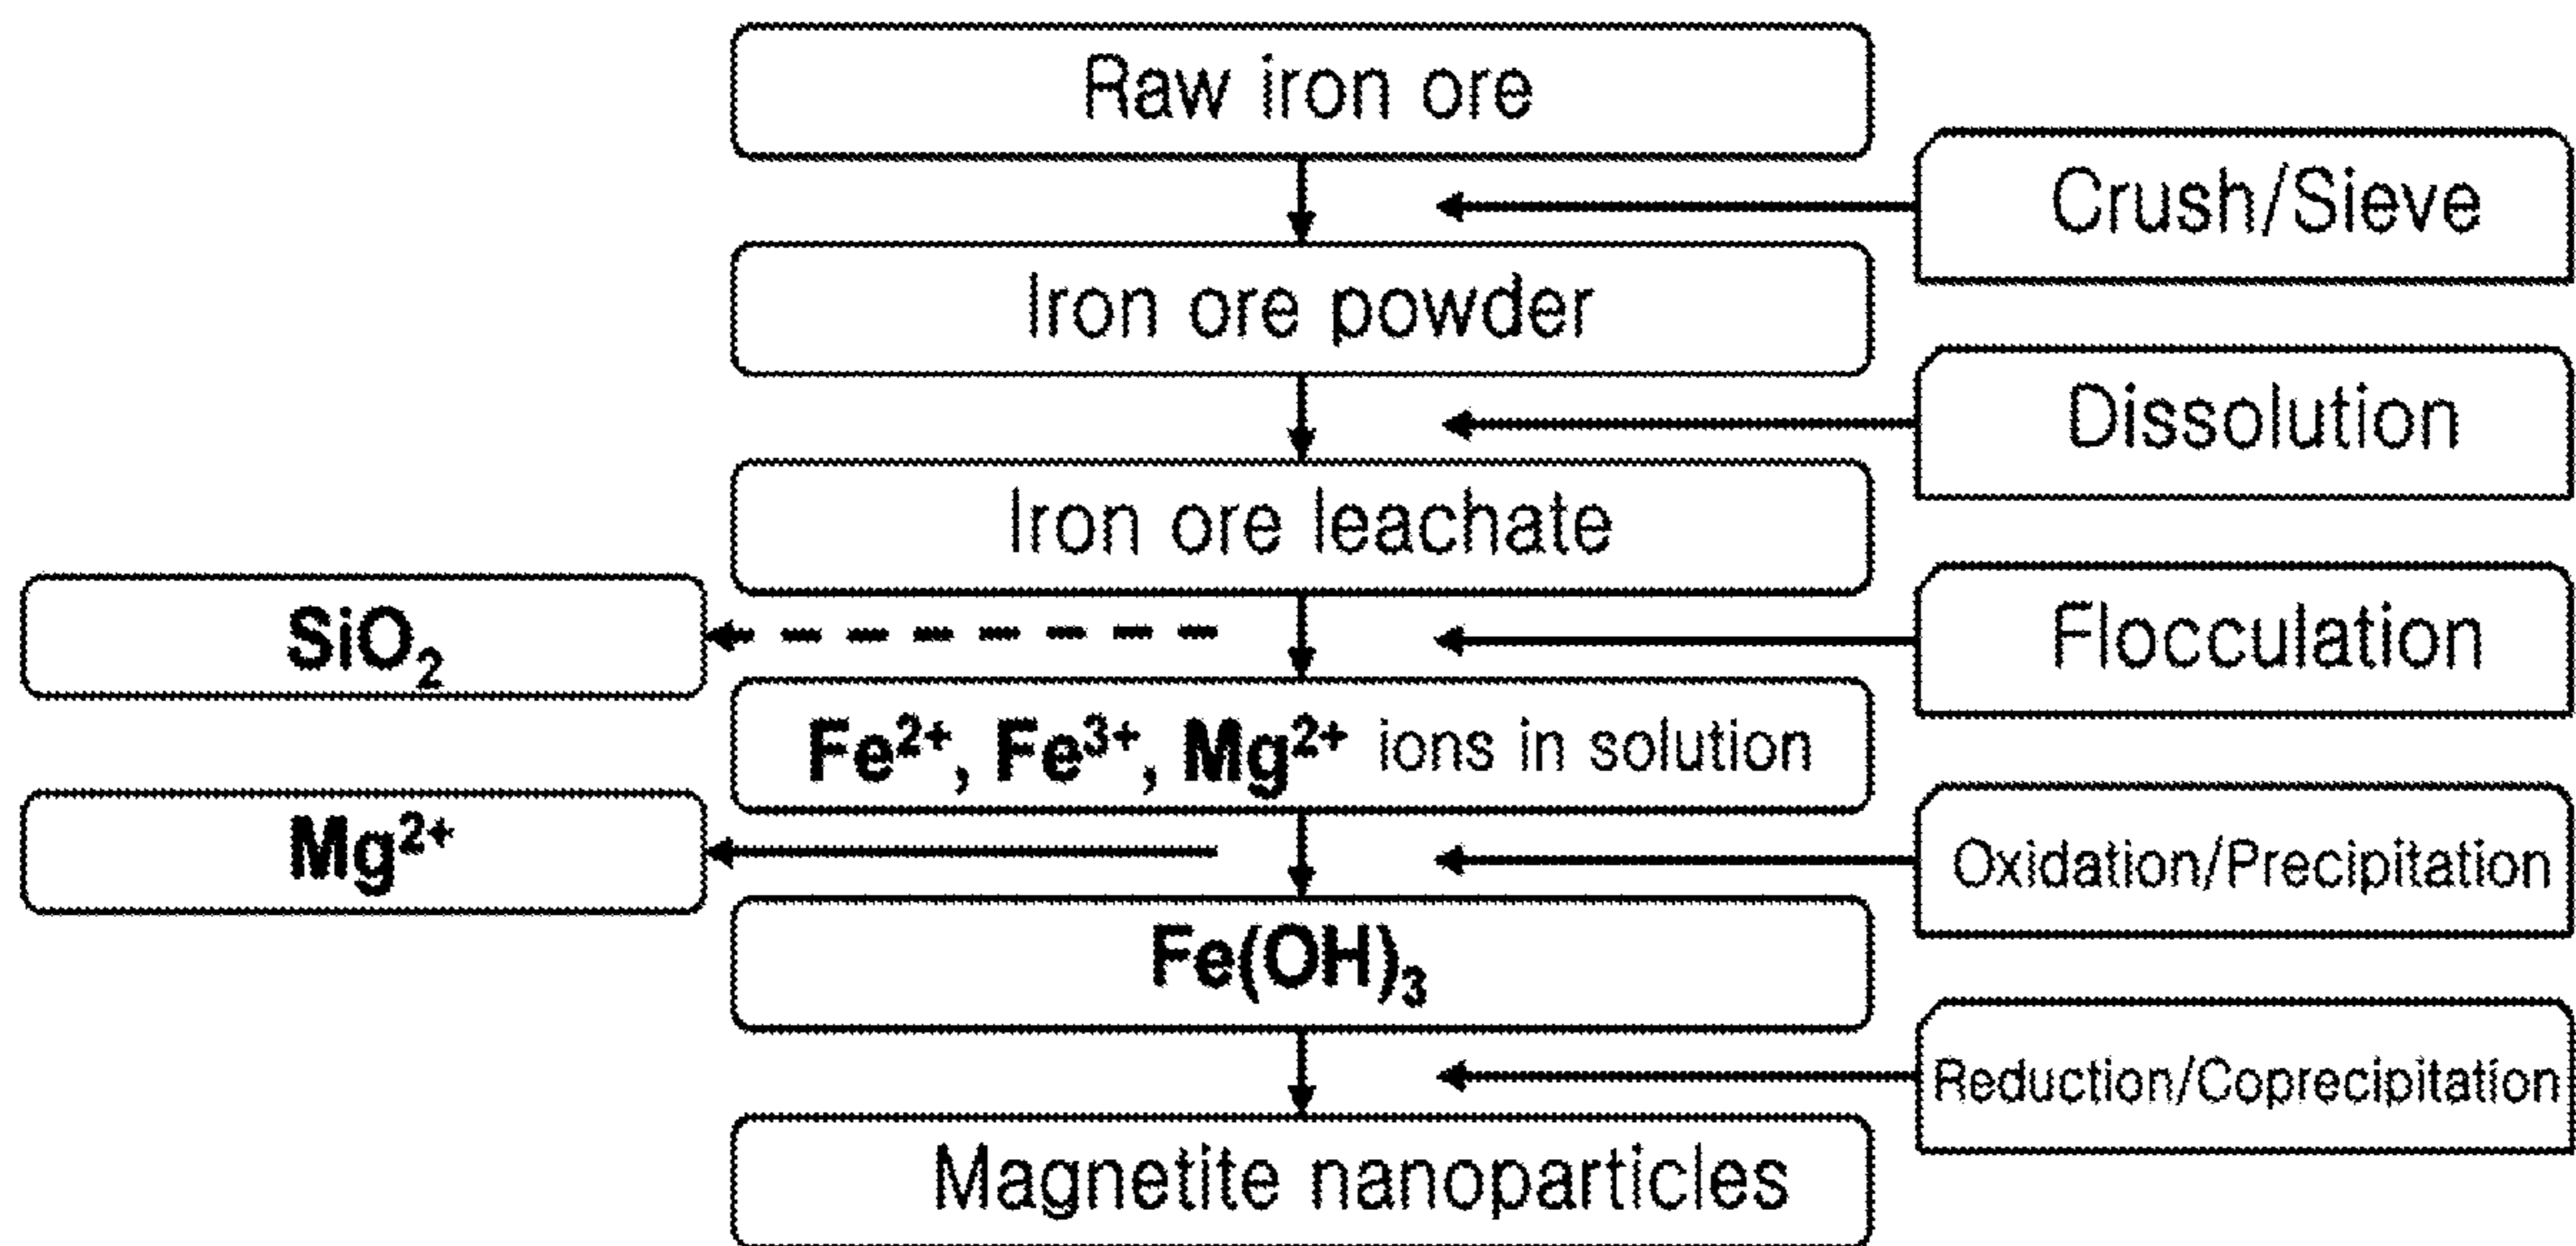 Raw iron ore
Crush/Sieve
Iron ore powder
Dissolution
Iron ore leachate
SiO₂
Flocculation
Fe²⁺, Fe³⁺, Mg²⁺ ions in solution
Mg²⁺
Oxidation/Precipitation
Fe(OH)₃
Reduction/Coprecipitation
Magnetite nanoparticles